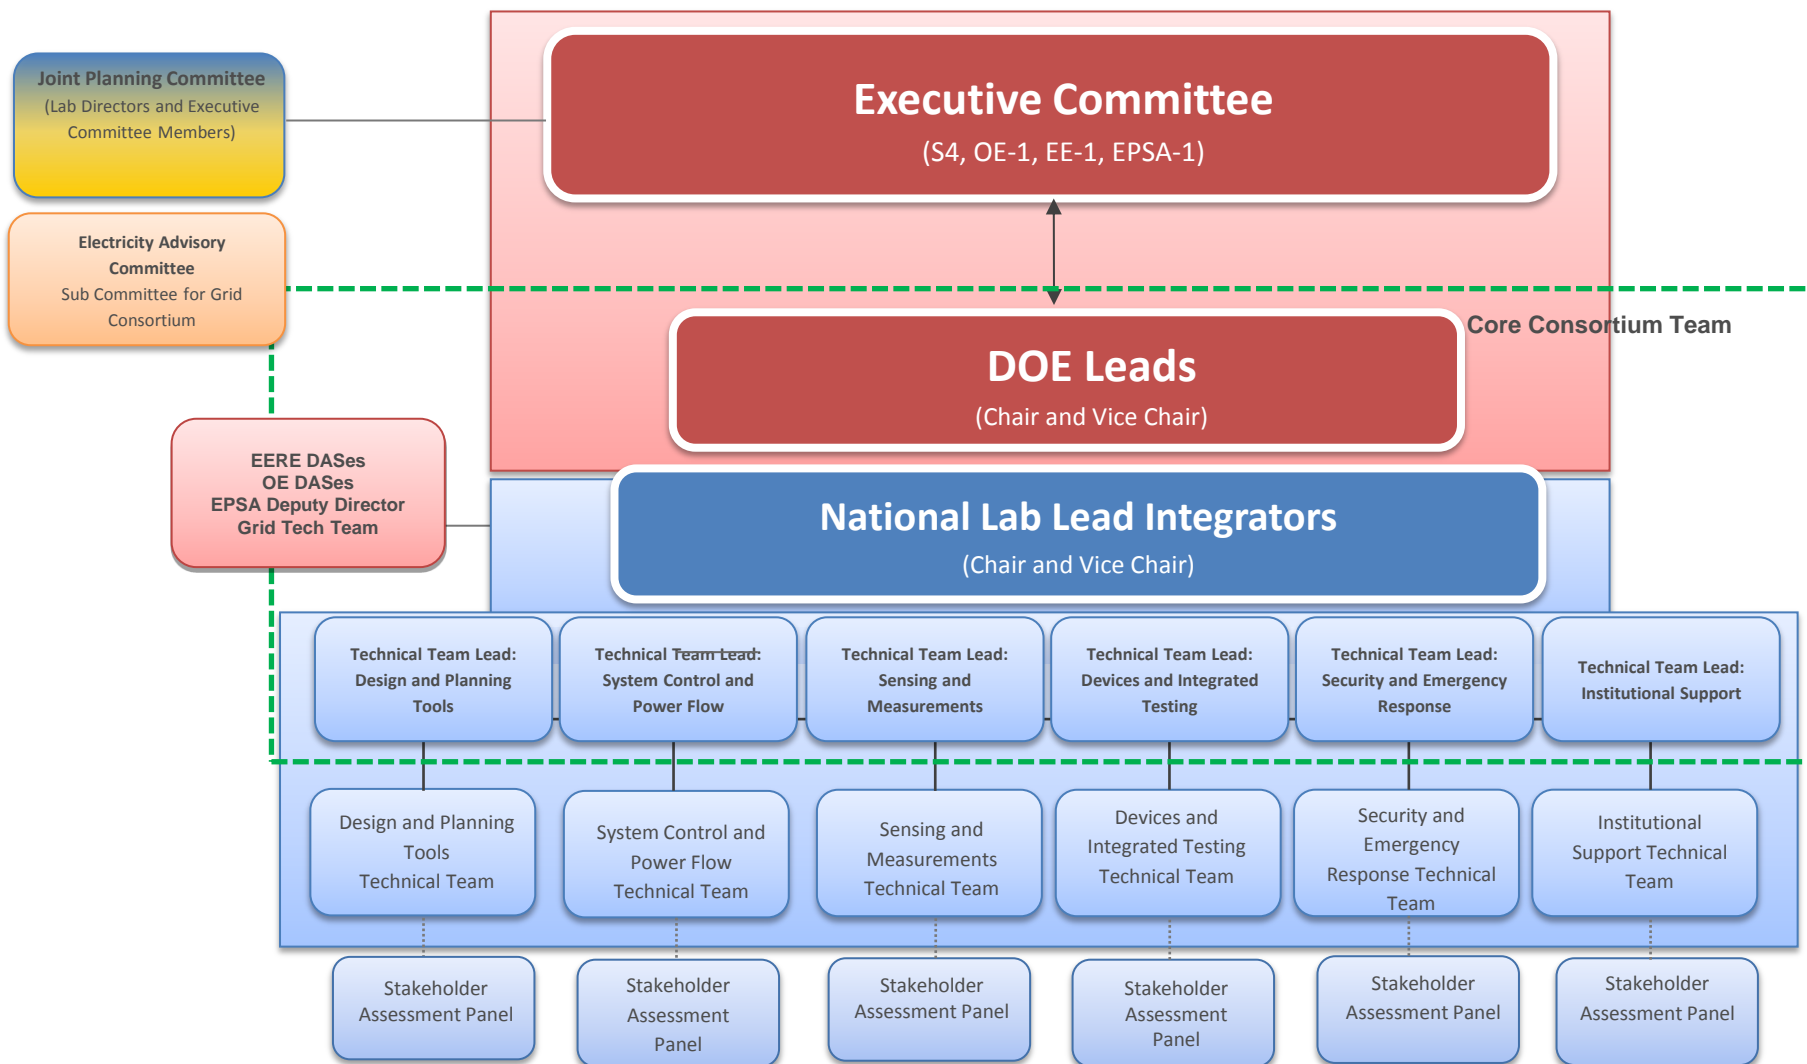 Joint Planning Committee
(Lab Directors and Executive
Committee Members)
Executive Committee
(S4, OE-1, EE-1, EPSA-1)
Electricity Advisory
Committee
Sub Committee for Grid
Consortium
Core Consortium Team
DOE Leads
(Chair and Vice Chair)
EERE DASes
OE DASes
EPSA Deputy Director
Grid Tech Team
National Lab Lead Integrators
(Chair and Vice Chair)
Technical Team Lead:
Design and Planning
Tools
Technical Team Lead:
System Control and
Power Flow
Technical Team Lead:
Sensing and
Measurements
Technical Team Lead:
Devices and Integrated
Testing
Technical Team Lead:
Security and Emergency
Response
Technical Team Lead:
Institutional Support
Design and Planning
Tools
Technical Team
System Control and
Power Flow
Technical Team
Sensing and
Measurements
Technical Team
Devices and
Integrated Testing
Technical Team
Security and
Emergency
Response Technical
Team
Institutional
Support Technical
Team
Stakeholder
Assessment Panel
Stakeholder
Assessment
Panel
Stakeholder
Assessment Panel
Stakeholder
Assessment
Panel
Stakeholder
Assessment Panel
Stakeholder
Assessment Panel